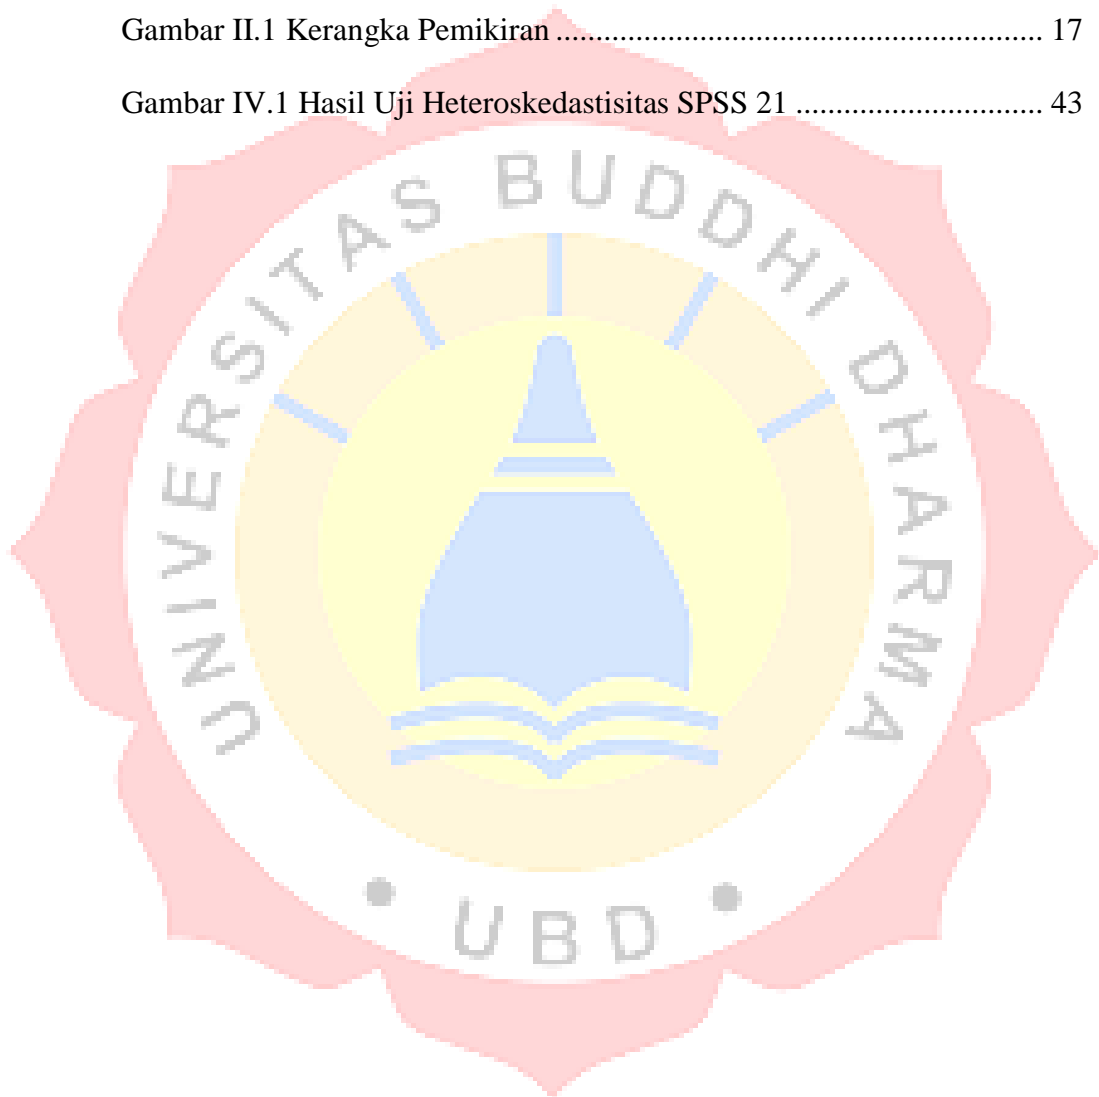 Gambar II.1 Kerangka Pemikiran ............................................................. 17
Gambar IV.1 Hasil Uji Heteroskedastisitas SPSS 21 ............................... 43
UNIVERSITAS BUDDHI DHARMA
• UBD •